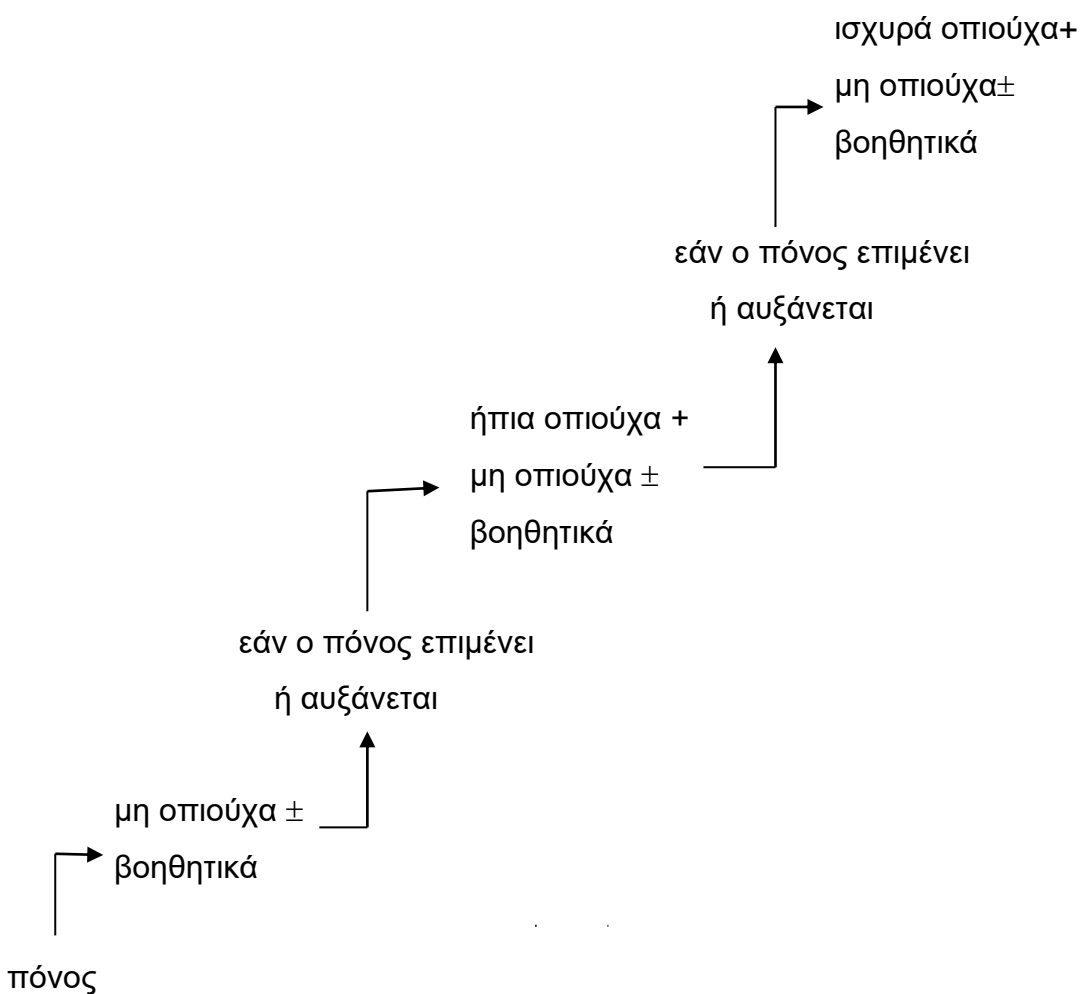 ισχυρά οπιούχα+
μη οπιούχα±
βοηθητικά
εάν ο πόνος επιμένει
ή αυξάνεται
ήπια οπιούχα +
μη οπιούχα ±
βοηθητικά
εάν ο πόνος επιμένει
ή αυξάνεται
μη οπιούχα ±
βοηθητικά
πόνος